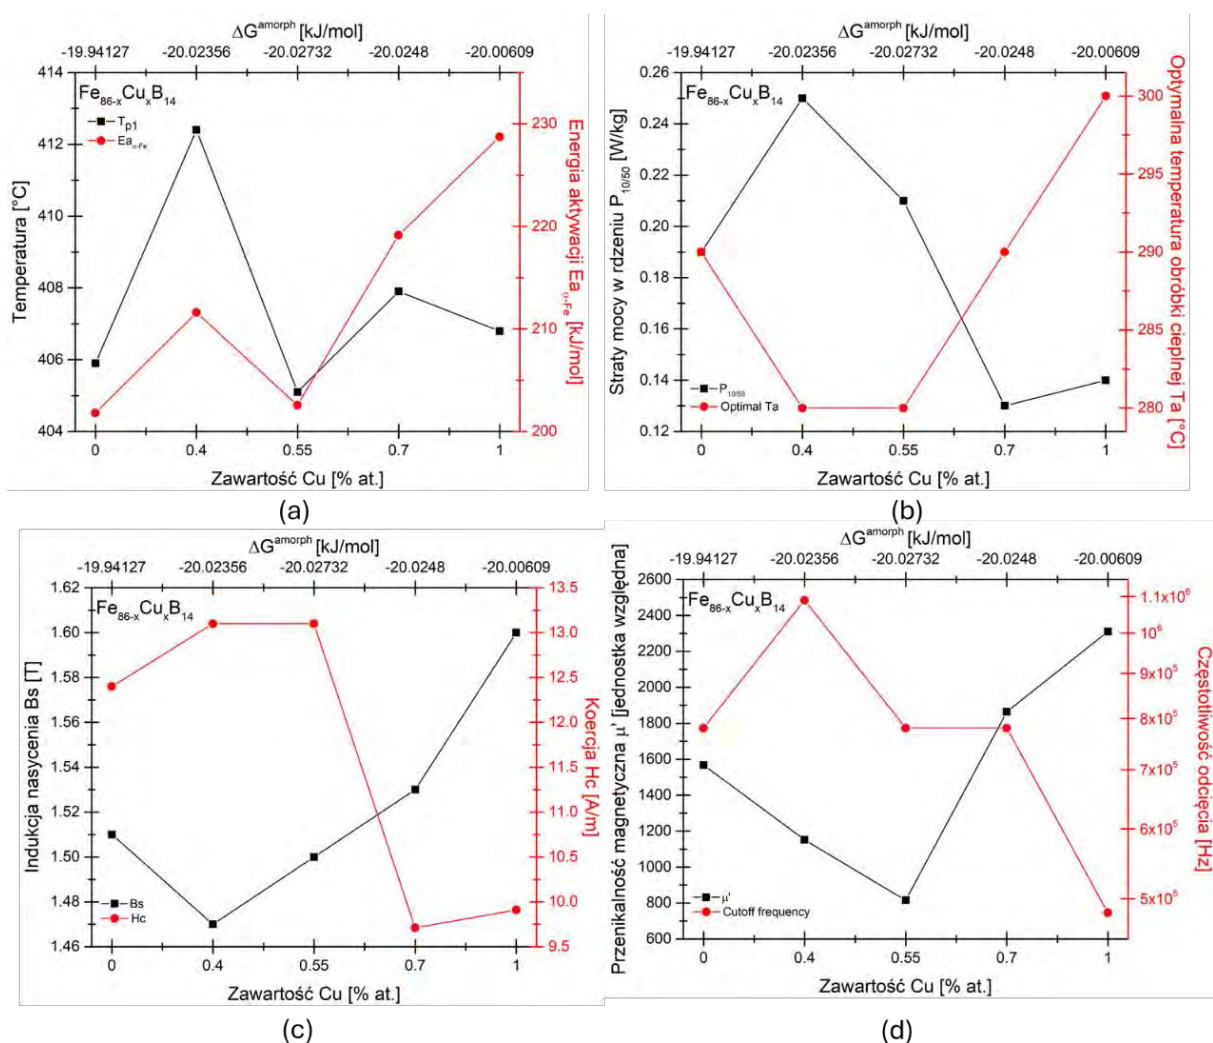 ΔG^amorph [kJ/mol]
-19.94127 -20.02356 -20.02732 -20.0248 -20.00609
Fe86-xCuxB14
Tp1
Eaα-Fe
414
412
410
408
406
404
Temperatura [°C]
230
220
210
200
Energia aktywacji Eaα-Fe [kJ/mol]
0 0.4 0.55 0.7 1
Zawartość Cu [% at.]
(a)
ΔG^amorph [kJ/mol]
-19.94127 -20.02356 -20.02732 -20.0248 -20.00609
Fe86-xCuxB14
0.26
0.24
0.22
0.20
0.18
0.16
0.14
0.12
Straty mocy w rdzeniu P10/50 [W/kg]
P10/50
Optimal Ta
300
295
290
285
280
Optymalna temperatura obróbki cieplnej Ta [°C]
0 0.4 0.55 0.7 1
Zawartość Cu [% at.]
(b)
ΔG^amorph [kJ/mol]
-19.94127 -20.02356 -20.02732 -20.0248 -20.00609
Fe86-xCuxB14
1.62
1.60
1.58
1.56
1.54
1.52
1.50
1.48
1.46
Indukcja nasycenia Bs [T]
Bs
Hc
13.5
13.0
12.5
12.0
11.5
11.0
10.5
10.0
9.5
Koercja Hc [A/m]
0 0.4 0.55 0.7 1
Zawartość Cu [% at.]
(c)
ΔG^amorph [kJ/mol]
-19.94127 -20.02356 -20.02732 -20.0248 -20.00609
Fe86-xCuxB14
2600
2400
2200
2000
1800
1600
1400
1200
1000
800
600
Przenikalność magnetyczna μ' [jednostka względna]
μ'
Cutoff frequency
1.1x10^6
10^6
9x10^5
8x10^5
7x10^5
6x10^5
5x10^5
Częstotliwość odcięcia [Hz]
0 0.4 0.55 0.7 1
Zawartość Cu [% at.]
(d)